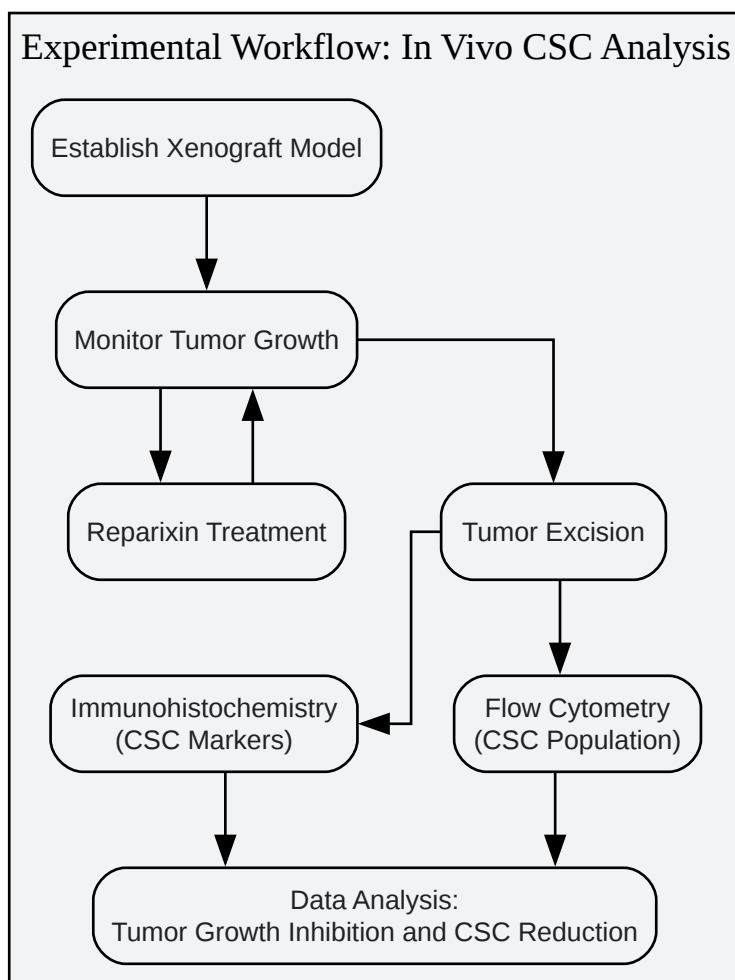 Experimental Workflow: In Vivo CSC Analysis
Establish Xenograft Model
Monitor Tumor Growth
Reparixin Treatment
Tumor Excision
Immunohistochemistry
(CSC Markers)
Flow Cytometry
(CSC Population)
Data Analysis:
Tumor Growth Inhibition and CSC Reduction